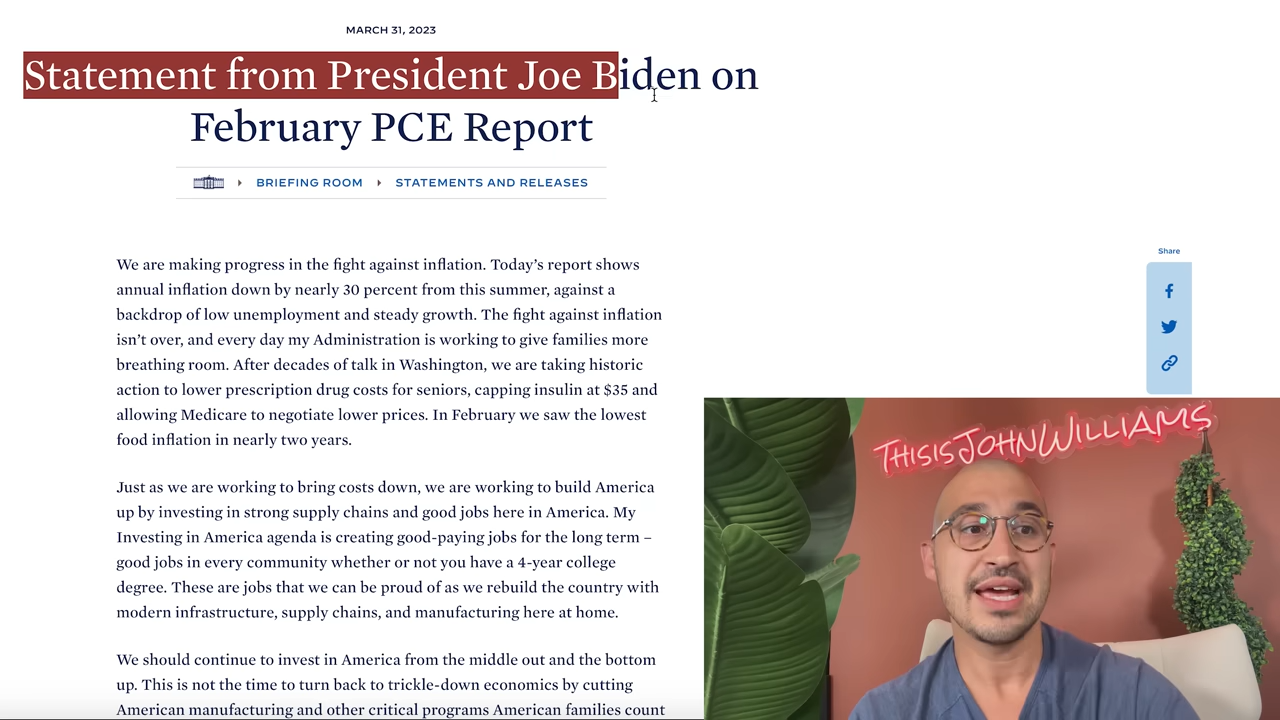 MARCH 31, 2023
Statement from President Joe Biden on
February PCE Report
BRIEFING ROOM
STATEMENTS AND RELEASES
We are making progress in the fight against inflation. Today’s report shows
annual inflation down by nearly 30 percent from this summer, against a
backdrop of low unemployment and steady growth. The fight against inflation
isn’t over, and every day my Administration is working to give families more
breathing room. After decades of talk in Washington, we are taking historic
action to lower prescription drug costs for seniors, capping insulin at $35 and
allowing Medicare to negotiate lower prices. In February we saw the lowest
food inflation in nearly two years.
Just as we are working to bring costs down, we are working to build America
up by investing in strong supply chains and good jobs here in America. My
Investing in America agenda is creating good-paying jobs for the long term –
good jobs in every community whether or not you have a 4-year college
degree. These are jobs that we can be proud of as we rebuild the country with
modern infrastructure, supply chains, and manufacturing here at home.
We should continue to invest in America from the middle out and the bottom
up. This is not the time to turn back to trickle-down economics by cutting
American manufacturing and other critical programs American families count
Share
THISISJOHNWILLIAMS